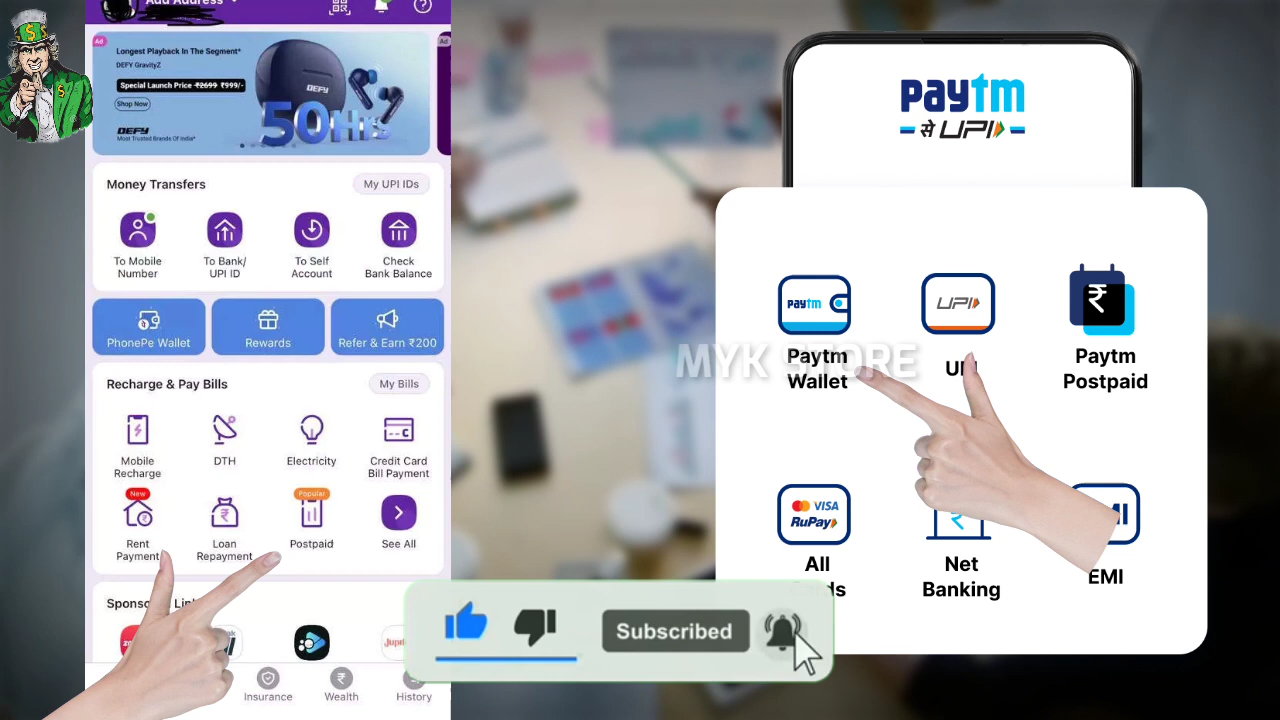 Add Address
Ad
Longest Playback In The Segment*
DEFY GravityZ
Special Launch Price ₹2699 ₹999/-
Shop Now
DEFY
50Hrs
DEFY
Most Trusted Brands Of India*
Ad
Money Transfers
My UPI IDs
To Mobile
Number
To Bank/
UPI ID
To Self
Account
Check
Bank Balance
PhonePe Wallet
Rewards
Refer & Earn ₹200
Recharge & Pay Bills
My Bills
Mobile
Recharge
DTH
Electricity
Credit Card
Bill Payment
New
Rent
Payment
Popular
Loan
Repayment
Postpaid
See All
Insurance
Wealth
History
paytm
से UPI
paytm
Paytm
Wallet
UPI
Paytm
Postpaid
MYK STORE
VISA
RuPay
All
Net
Banking
EMI
Subscribed